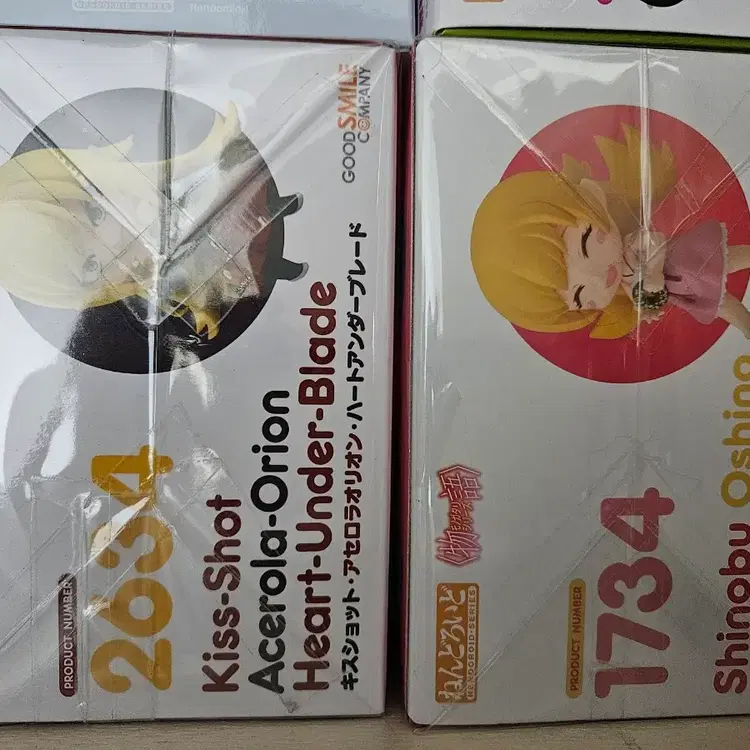 GOOD
SMILE
COMPANY
PRODUCT NUMBER
2634
Kiss-Shot
Acerola-Orion
Heart-Under-Blade
キスショット・アセロラオリオン・ハートアンダーブレード
〈物語〉
ねんどろいど
NENDOROID-SERIES
PRODUCT NUMBER
1734
Shinobu Oshino